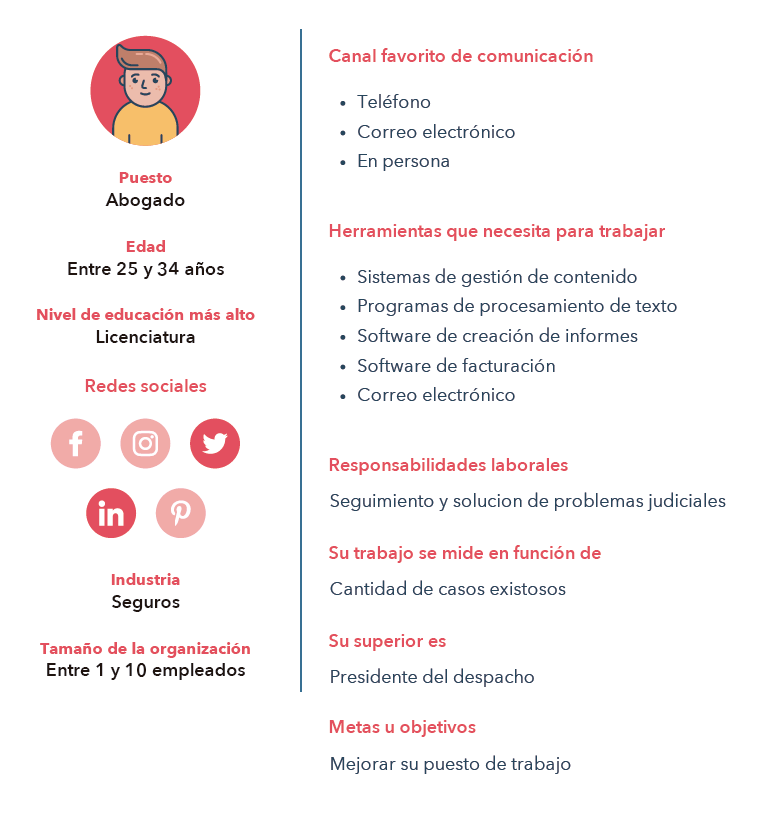 Puesto
Abogado
Edad
Entre 25 y 34 años
Nivel de educación más alto
Licenciatura
Redes sociales
Industria
Seguros
Tamaño de la organización
Entre 1 y 10 empleados
Canal favorito de comunicación
• Teléfono
• Correo electrónico
• En persona
Herramientas que necesita para trabajar
• Sistemas de gestión de contenido
• Programas de procesamiento de texto
• Software de creación de informes
• Software de facturación
• Correo electrónico
Responsabilidades laborales
Seguimiento y solucion de problemas judiciales
Su trabajo se mide en función de
Cantidad de casos existosos
Su superior es
Presidente del despacho
Metas u objetivos
Mejorar su puesto de trabajo